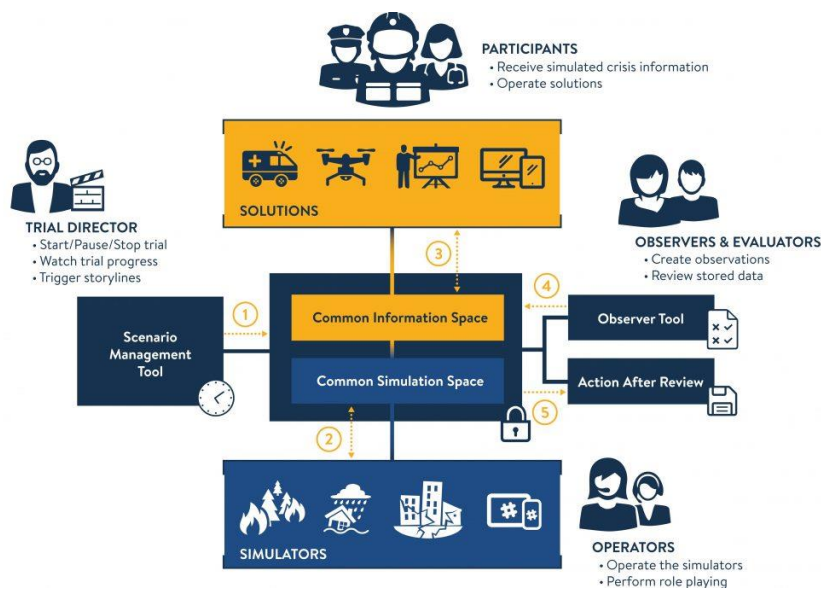 PARTICIPANTS
• Receive simulated crisis information
• Operate solutions
SOLUTIONS
TRIAL DIRECTOR
• Start/Pause/Stop trial
• Watch trial progress
• Trigger storylines
OBSERVERS & EVALUATORS
• Create observations
• Review stored data
3
1
4
Scenario
Management
Tool
Common Information Space
Observer Tool
Common Simulation Space
Action After Review
5
2
SIMULATORS
#
#
OPERATORS
• Operate the simulators
• Perform role playing